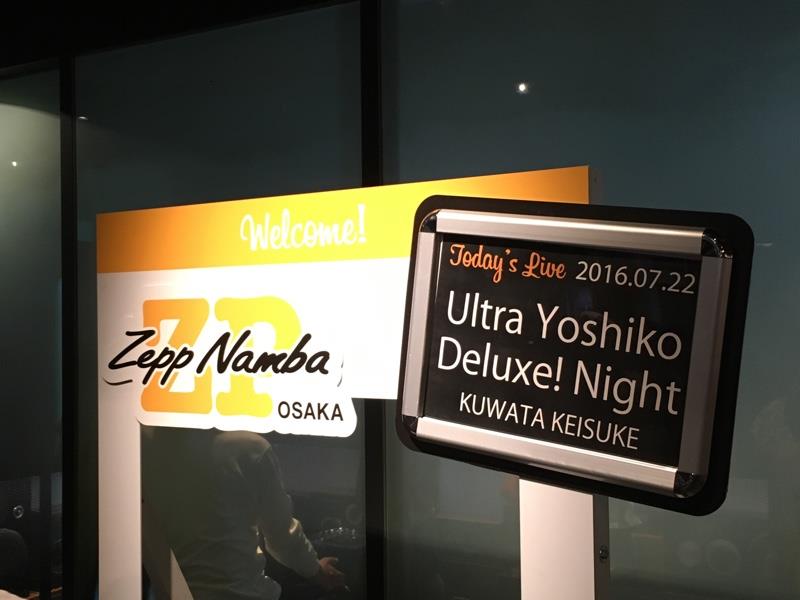 Welcome!
ZP
Zepp Namba
OSAKA
Today's Live 2016.07.22
Ultra Yoshiko
Deluxe! Night
KUWATA KEISUKE